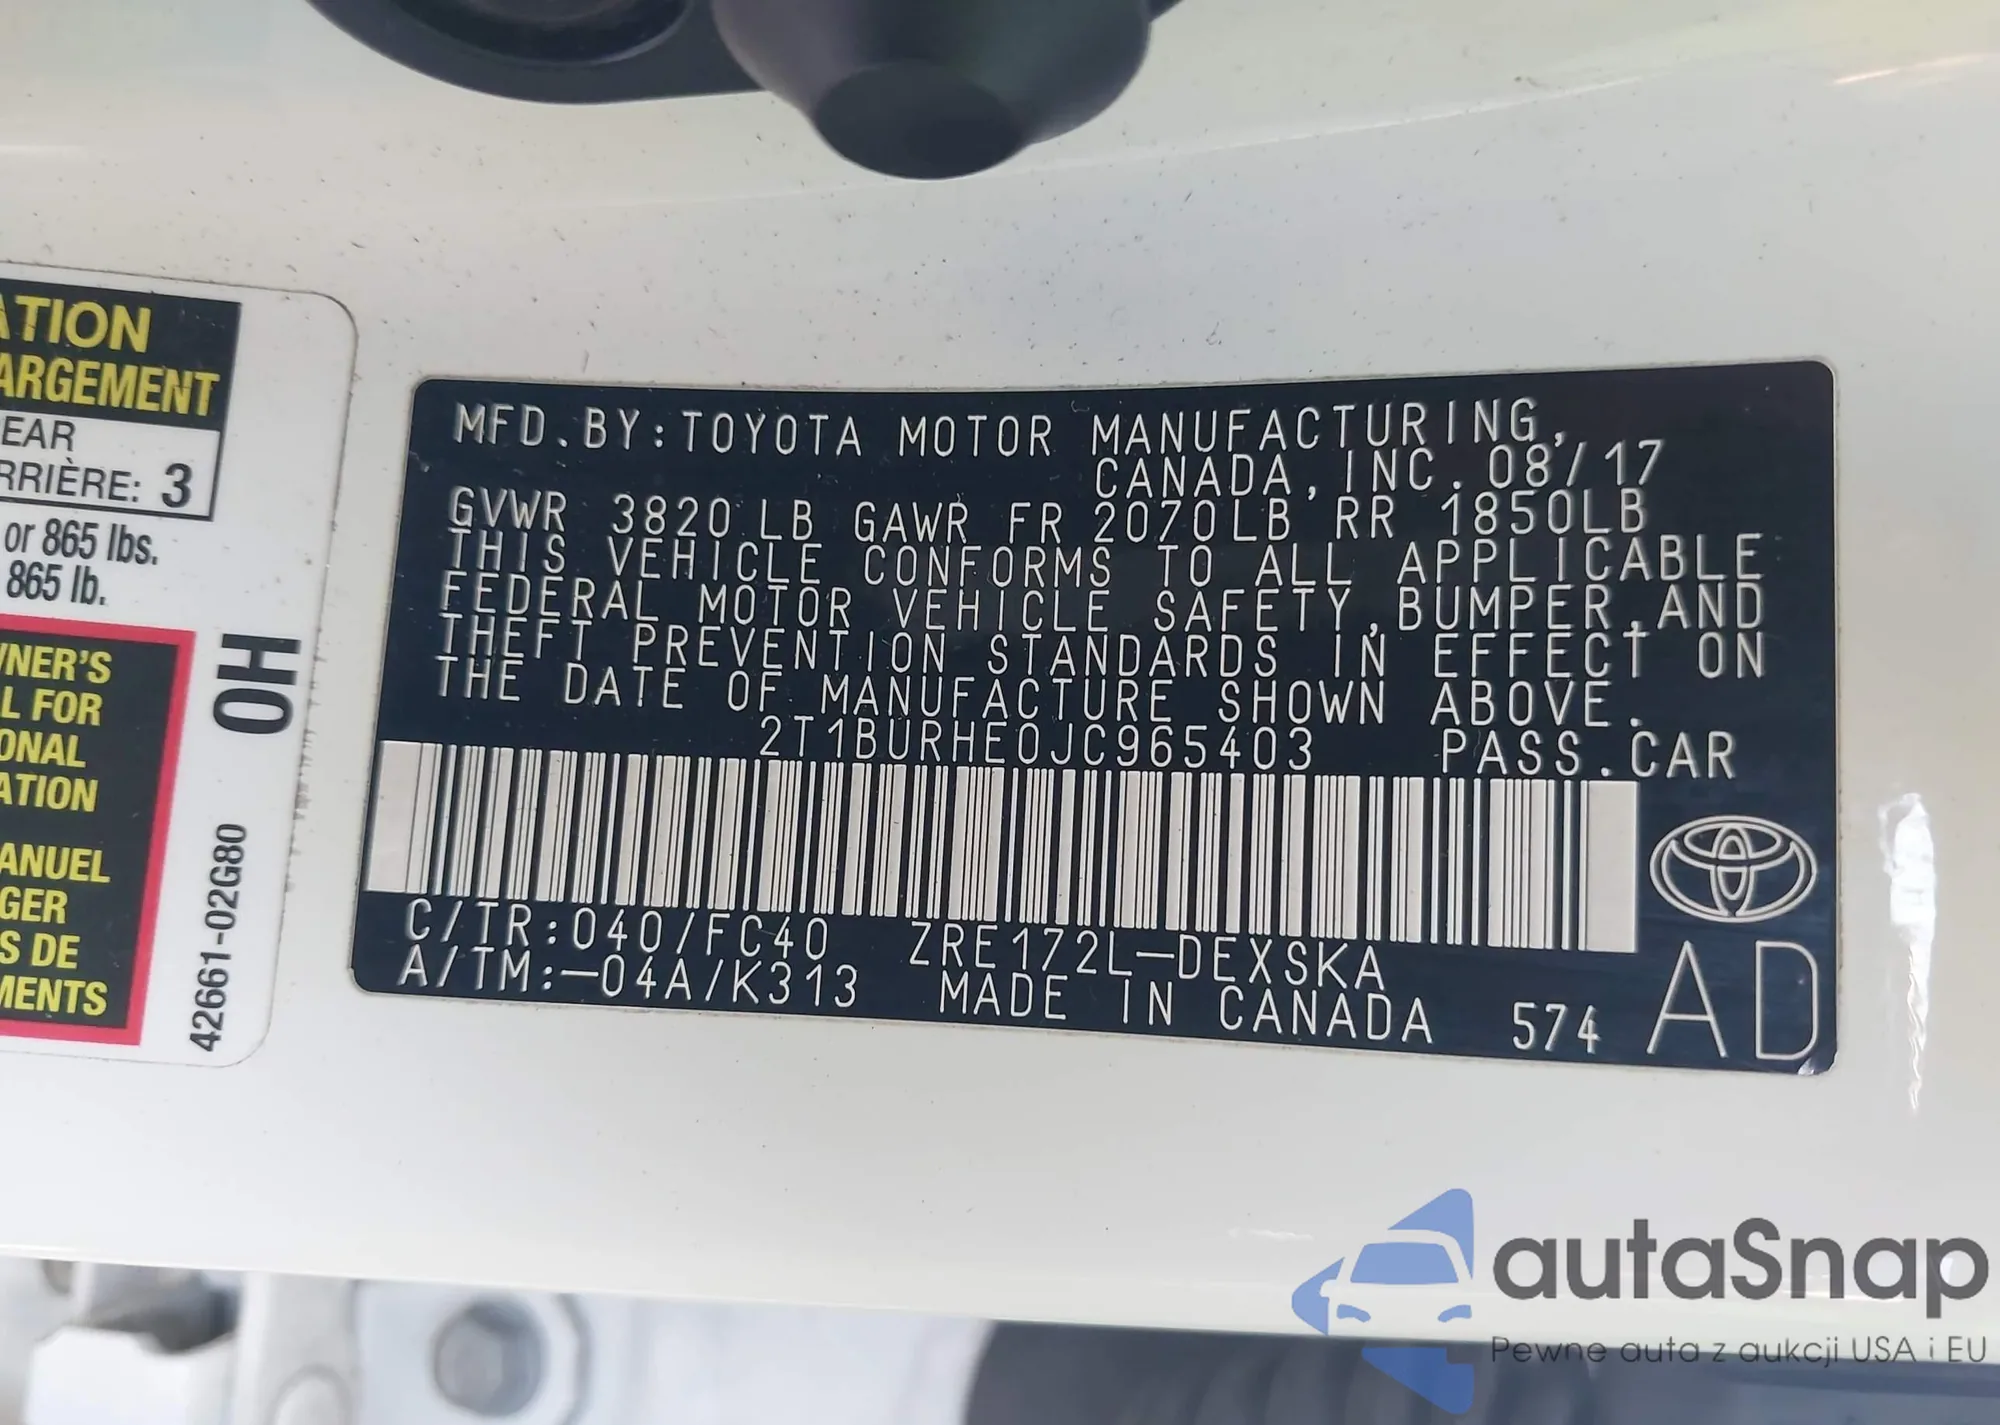 ATION
ARGEMENT
EAR
RRIÈRE: 3
or 865 lbs.
865 lb.
WNER'S
L FOR
ONAL
ATION
ANUEL
GER
S DE
MENTS
OH
42661-02G80
MFD.BY:TOYOTA MOTOR MANUFACTURING,
CANADA,INC.08/17
GVWR 3820LB GAWR FR 2070LB RR 1850LB
THIS VEHICLE CONFORMS TO ALL APPLICABLE
FEDERAL MOTOR VEHICLE SAFETY,BUMPER,AND
THEFT PREVENTION STANDARDS IN EFFECT ON
THE DATE OF MANUFACTURE SHOWN ABOVE.
2T1BURHE0JC965403 PASS.CAR
C/TR:040/FC40 ZRE172L-DEXSKA
A/TM:-04A/K313 MADE IN CANADA 574 AD
autaSnap
Pewne auta z aukcji USA i EU